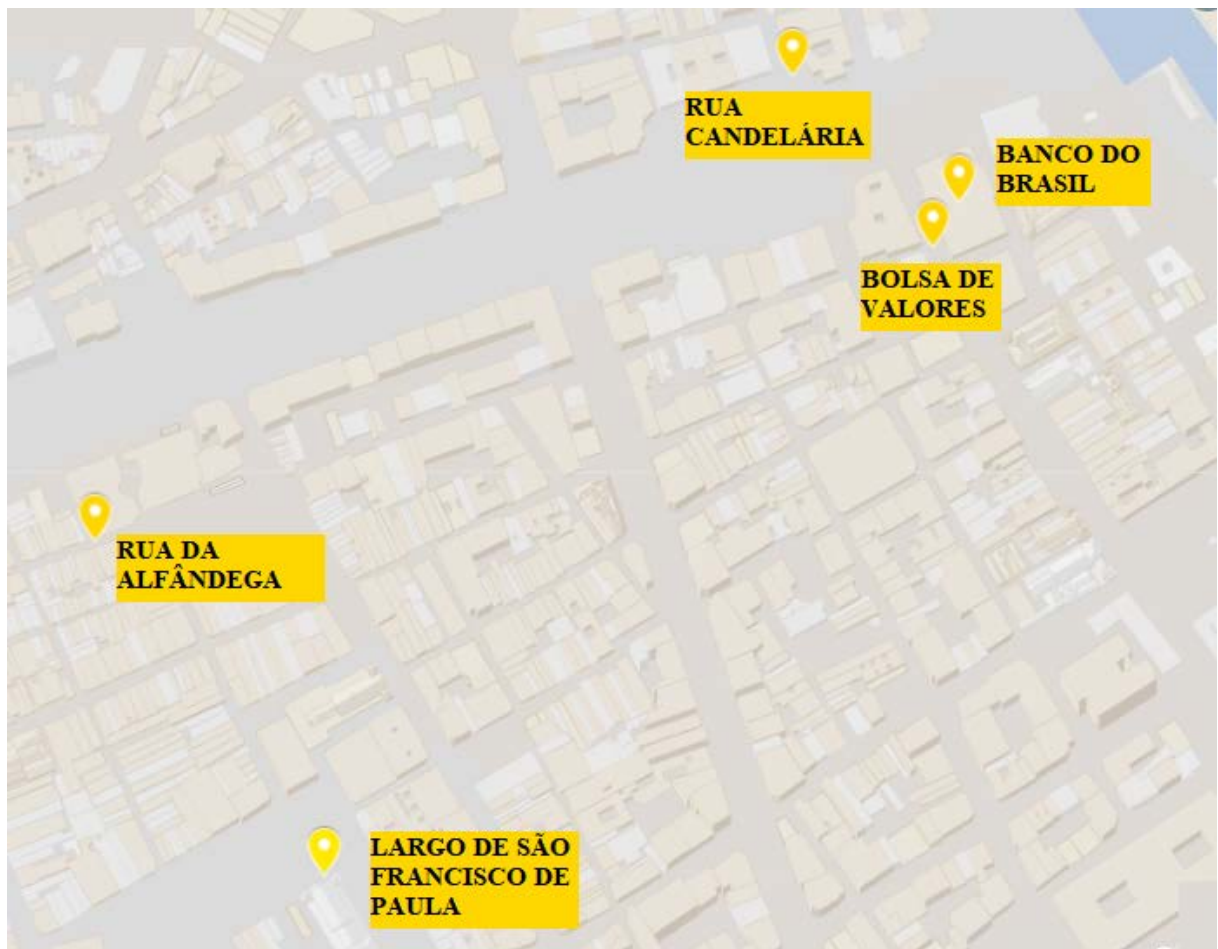 RUA
CANDELÁRIA
BANCO DO
BRASIL
BOLSA DE
VALORES
RUA DA
ALFÂNDEGA
LARGO DE SÃO
FRANCISCO DE
PAULA